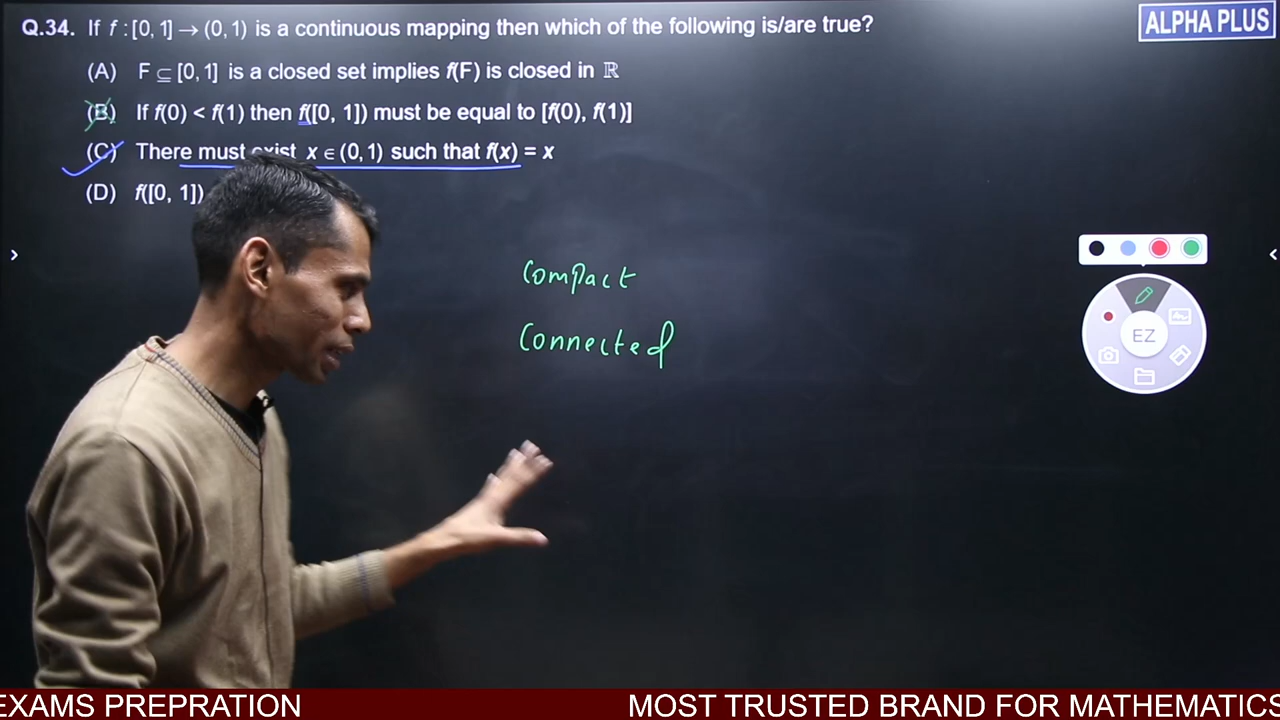 Q.34. If f : [0, 1] → (0, 1) is a continuous mapping then which of the following is/are true?
ALPHA PLUS
(A) F ⊆ [0, 1] is a closed set implies f(F) is closed in ℝ
(B) If f(0) < f(1) then f([0, 1]) must be equal to [f(0), f(1)]
(C) There must exist x ∈ (0, 1) such that f(x) = x
(D) f([0, 1])
Compact
Connected
EZ
EXAMS PREPRATION MOST TRUSTED BRAND FOR MATHEMATICS